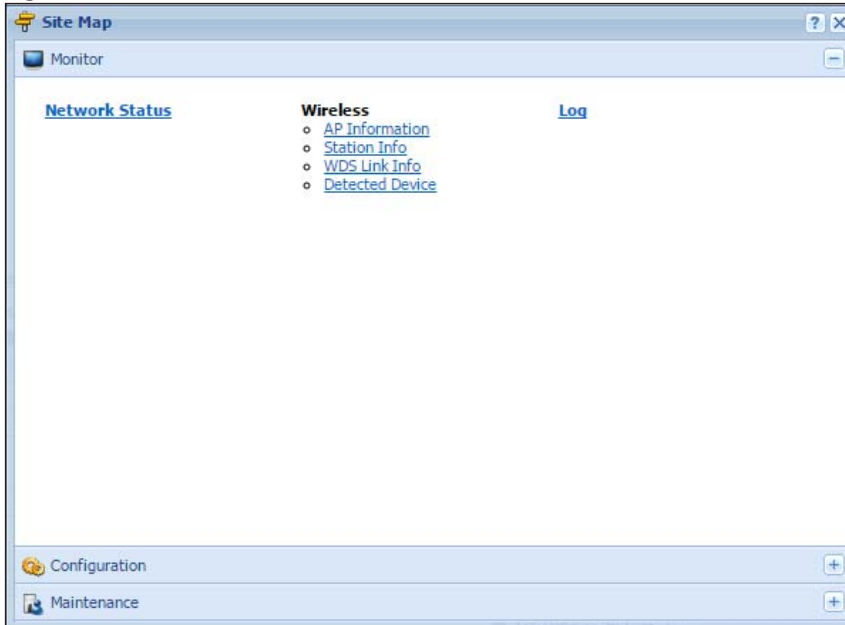 Site Map
Monitor
Network Status
Wireless
AP Information
Station Info
WDS Link Info
Detected Device
Log
Configuration
Maintenance